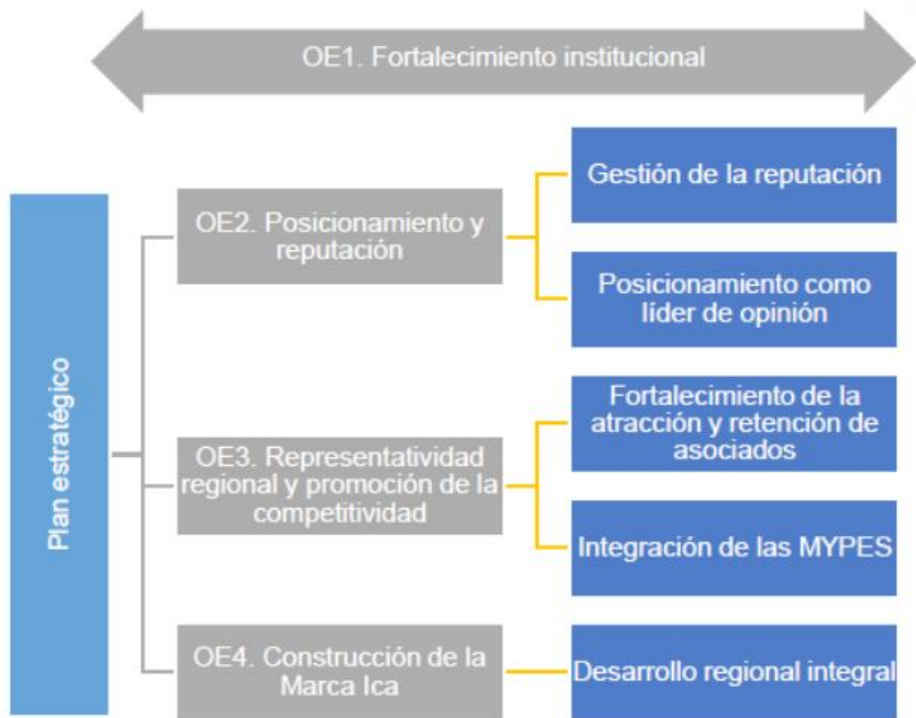 OE1. Fortalecimiento institucional
Plan estratégico
OE2. Posicionamiento y
reputación
Gestión de la reputación
Posicionamiento como
líder de opinión
OE3. Representatividad
regional y promoción de la
competitividad
Fortalecimiento de la
atracción y retención de
asociados
Integración de las MYPES
OE4. Construcción de la
Marca Ica
Desarrollo regional integral